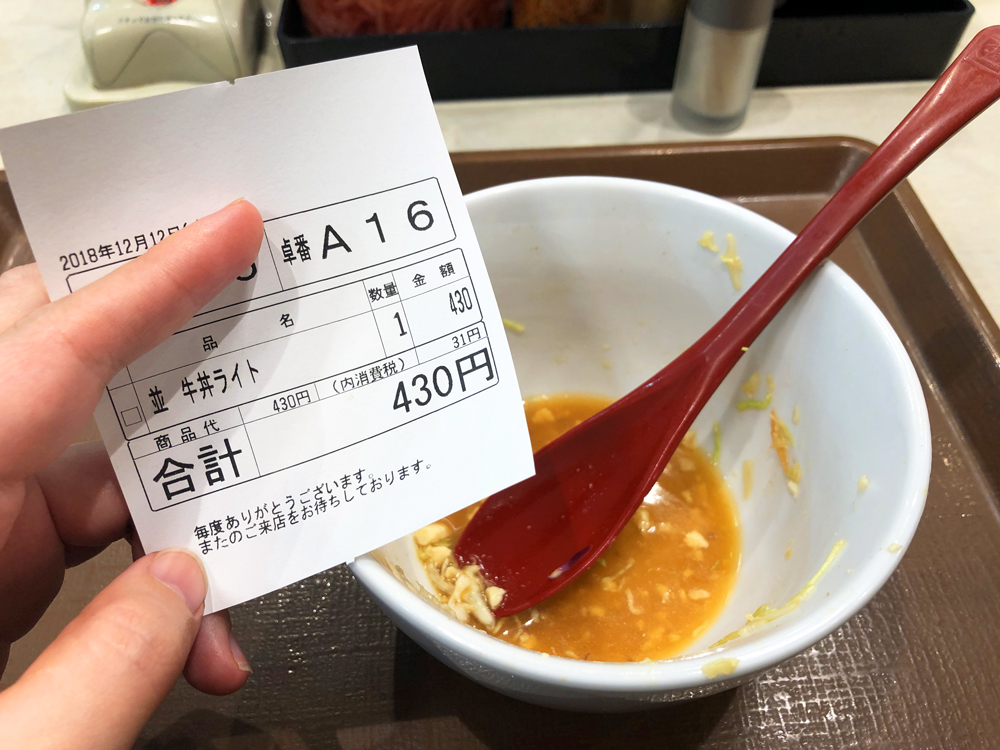 2018年12月12日
卓番 A16
品名 数量 金額
並 牛丼ライト 1 430
商品代 430円 (内消費税) 31円
合計 430円
毎度ありがとうございます。
またのご来店をお待ちしております。